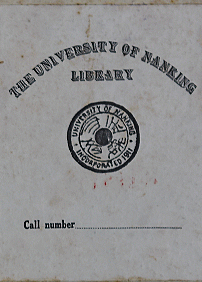 THE UNIVERSITY OF NANKING
LIBRARY
UNIVERSITY OF NANKING
INCORPORATED 1911
Call number